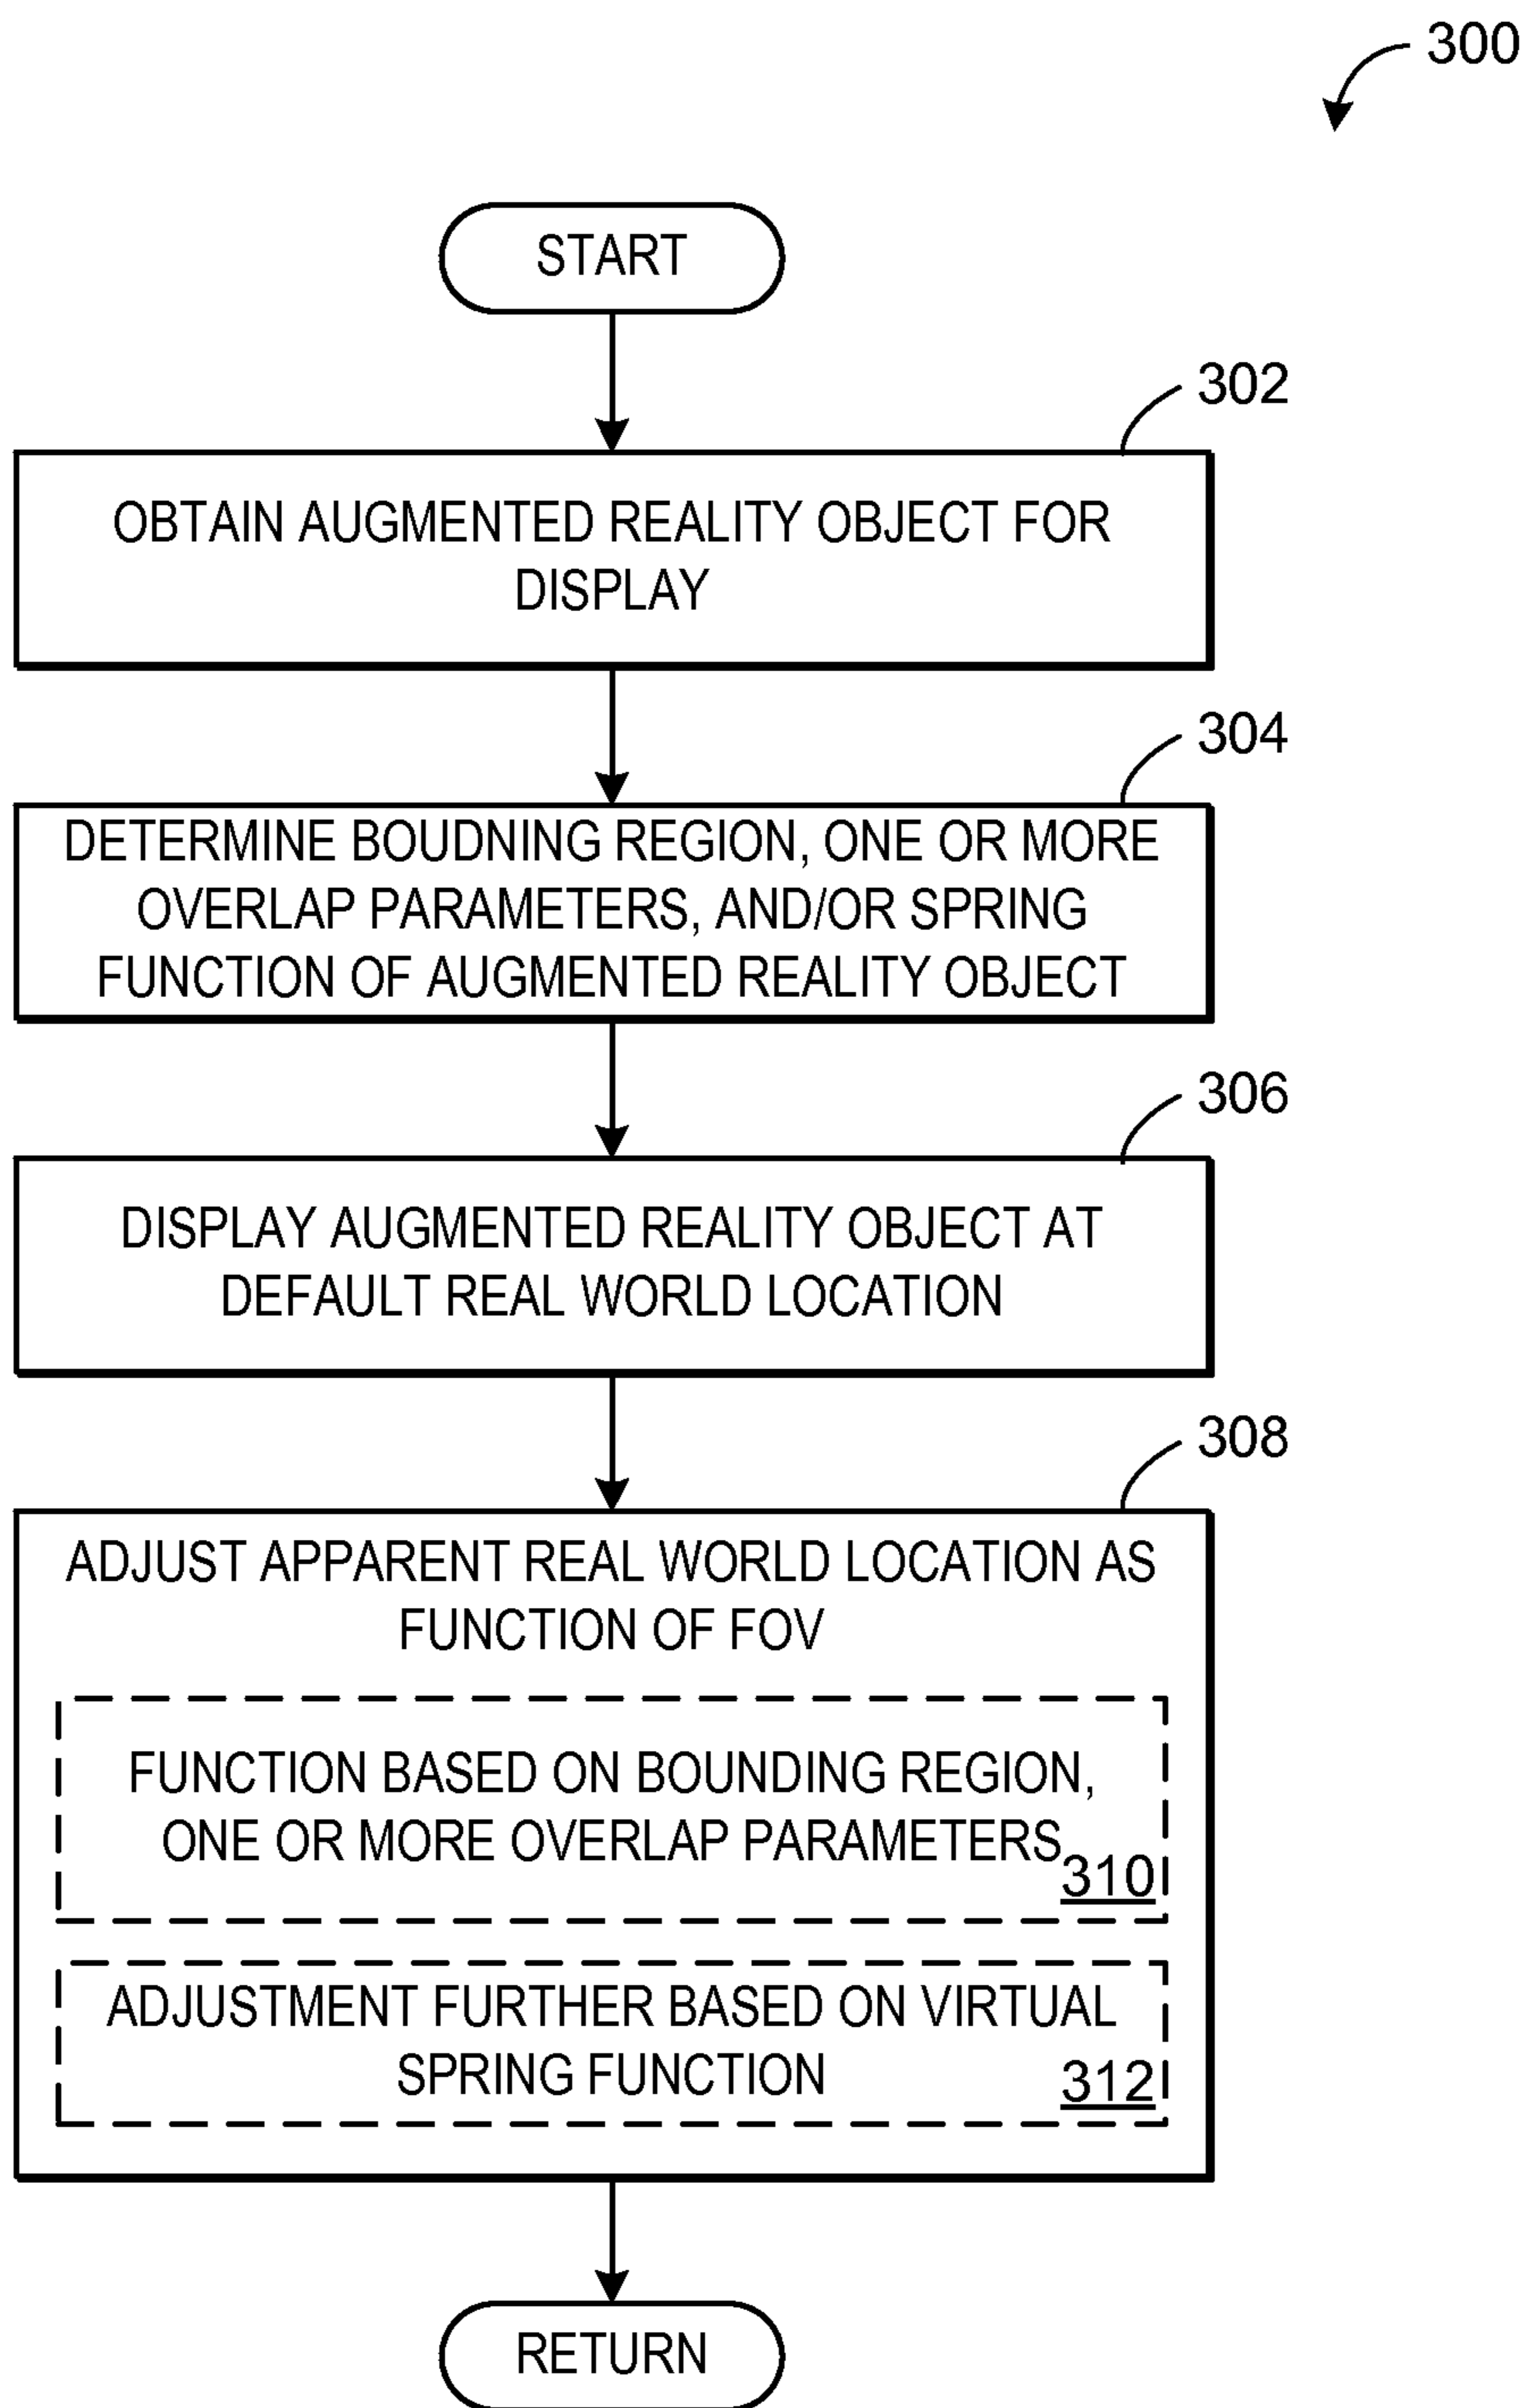 300
START
302
OBTAIN AUGMENTED REALITY OBJECT FOR
DISPLAY
304
DETERMINE BOUDNING REGION, ONE OR MORE
OVERLAP PARAMETERS, AND/OR SPRING
FUNCTION OF AUGMENTED REALITY OBJECT
306
DISPLAY AUGMENTED REALITY OBJECT AT
DEFAULT REAL WORLD LOCATION
308
ADJUST APPARENT REAL WORLD LOCATION AS
FUNCTION OF FOV
FUNCTION BASED ON BOUNDING REGION,
ONE OR MORE OVERLAP PARAMETERS
310
ADJUSTMENT FURTHER BASED ON VIRTUAL
SPRING FUNCTION
312
RETURN